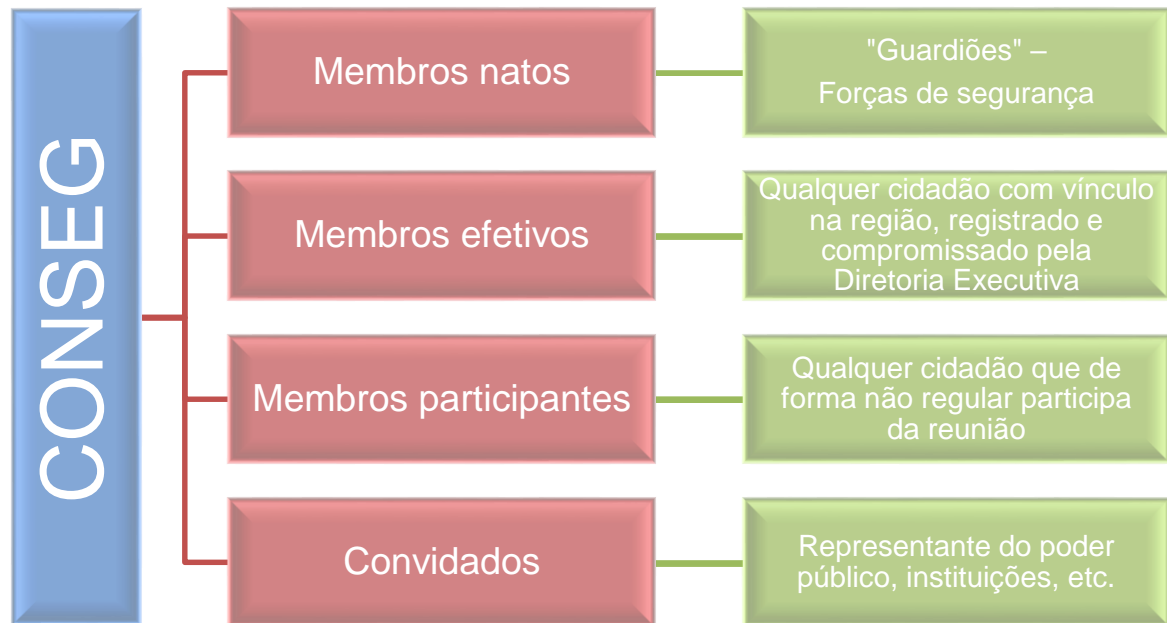 CONSEG
Membros natos
"Guardiões" –
Forças de segurança
Membros efetivos
Qualquer cidadão com vínculo
na região, registrado e
compromissado pela
Diretoria Executiva
Membros participantes
Qualquer cidadão que de
forma não regular participa
da reunião
Convidados
Representante do poder
público, instituições, etc.